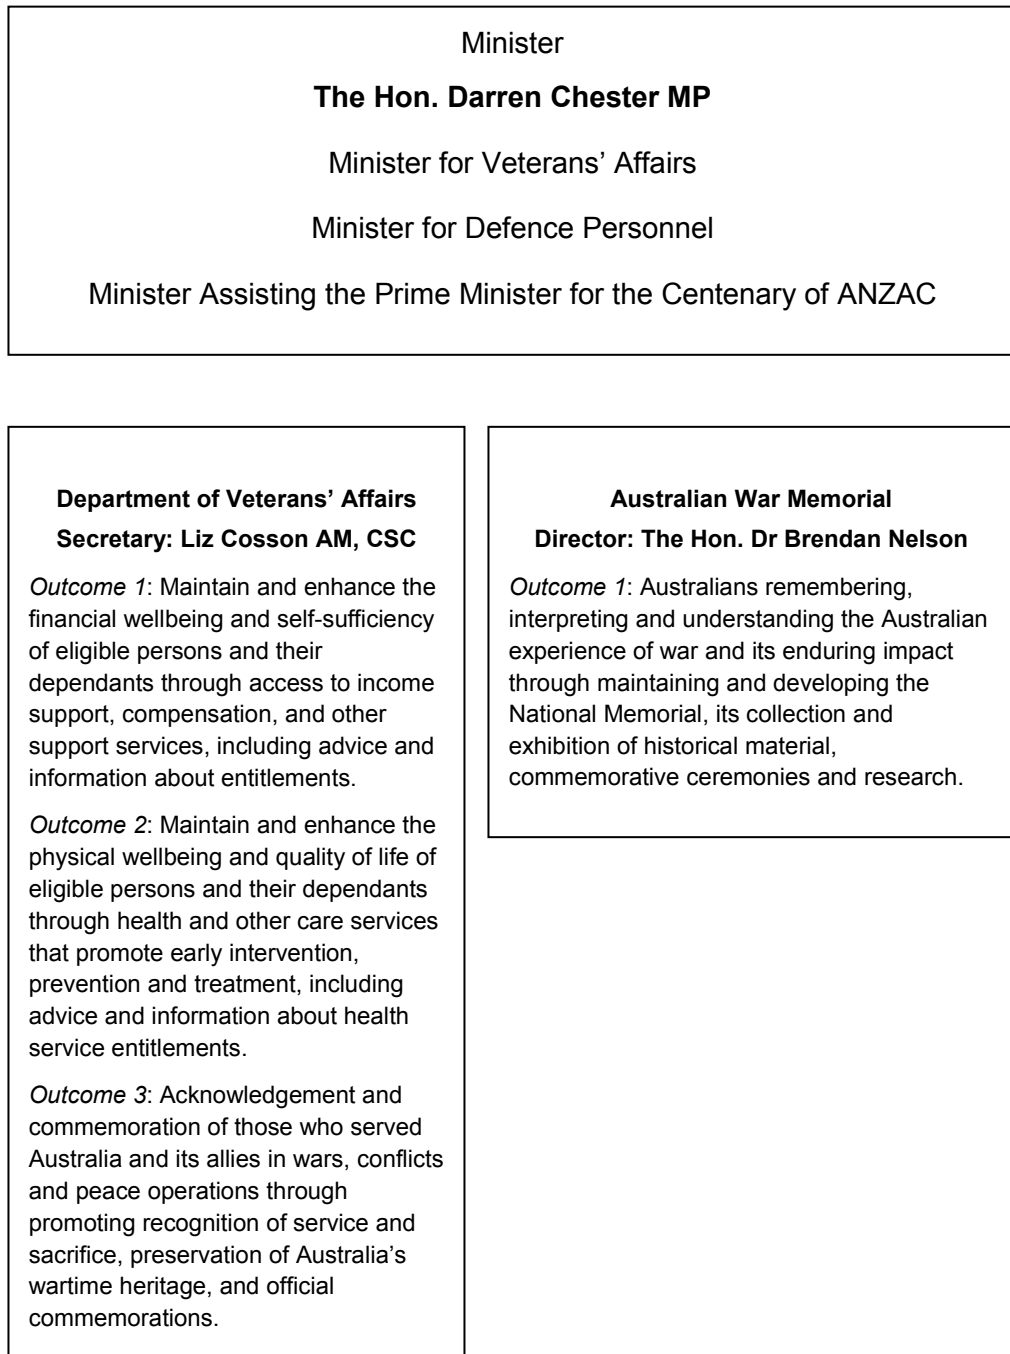 Minister
The Hon. Darren Chester MP
Minister for Veterans’ Affairs
Minister for Defence Personnel
Minister Assisting the Prime Minister for the Centenary of ANZAC
Department of Veterans’ Affairs
Secretary: Liz Cosson AM, CSC
Outcome 1: Maintain and enhance the
financial wellbeing and self-sufficiency
of eligible persons and their
dependants through access to income
support, compensation, and other
support services, including advice and
information about entitlements.
Outcome 2: Maintain and enhance the
physical wellbeing and quality of life of
eligible persons and their dependants
through health and other care services
that promote early intervention,
prevention and treatment, including
advice and information about health
service entitlements.
Outcome 3: Acknowledgement and
commemoration of those who served
Australia and its allies in wars, conflicts
and peace operations through
promoting recognition of service and
sacrifice, preservation of Australia’s
wartime heritage, and official
commemorations.
Australian War Memorial
Director: The Hon. Dr Brendan Nelson
Outcome 1: Australians remembering,
interpreting and understanding the Australian
experience of war and its enduring impact
through maintaining and developing the
National Memorial, its collection and
exhibition of historical material,
commemorative ceremonies and research.